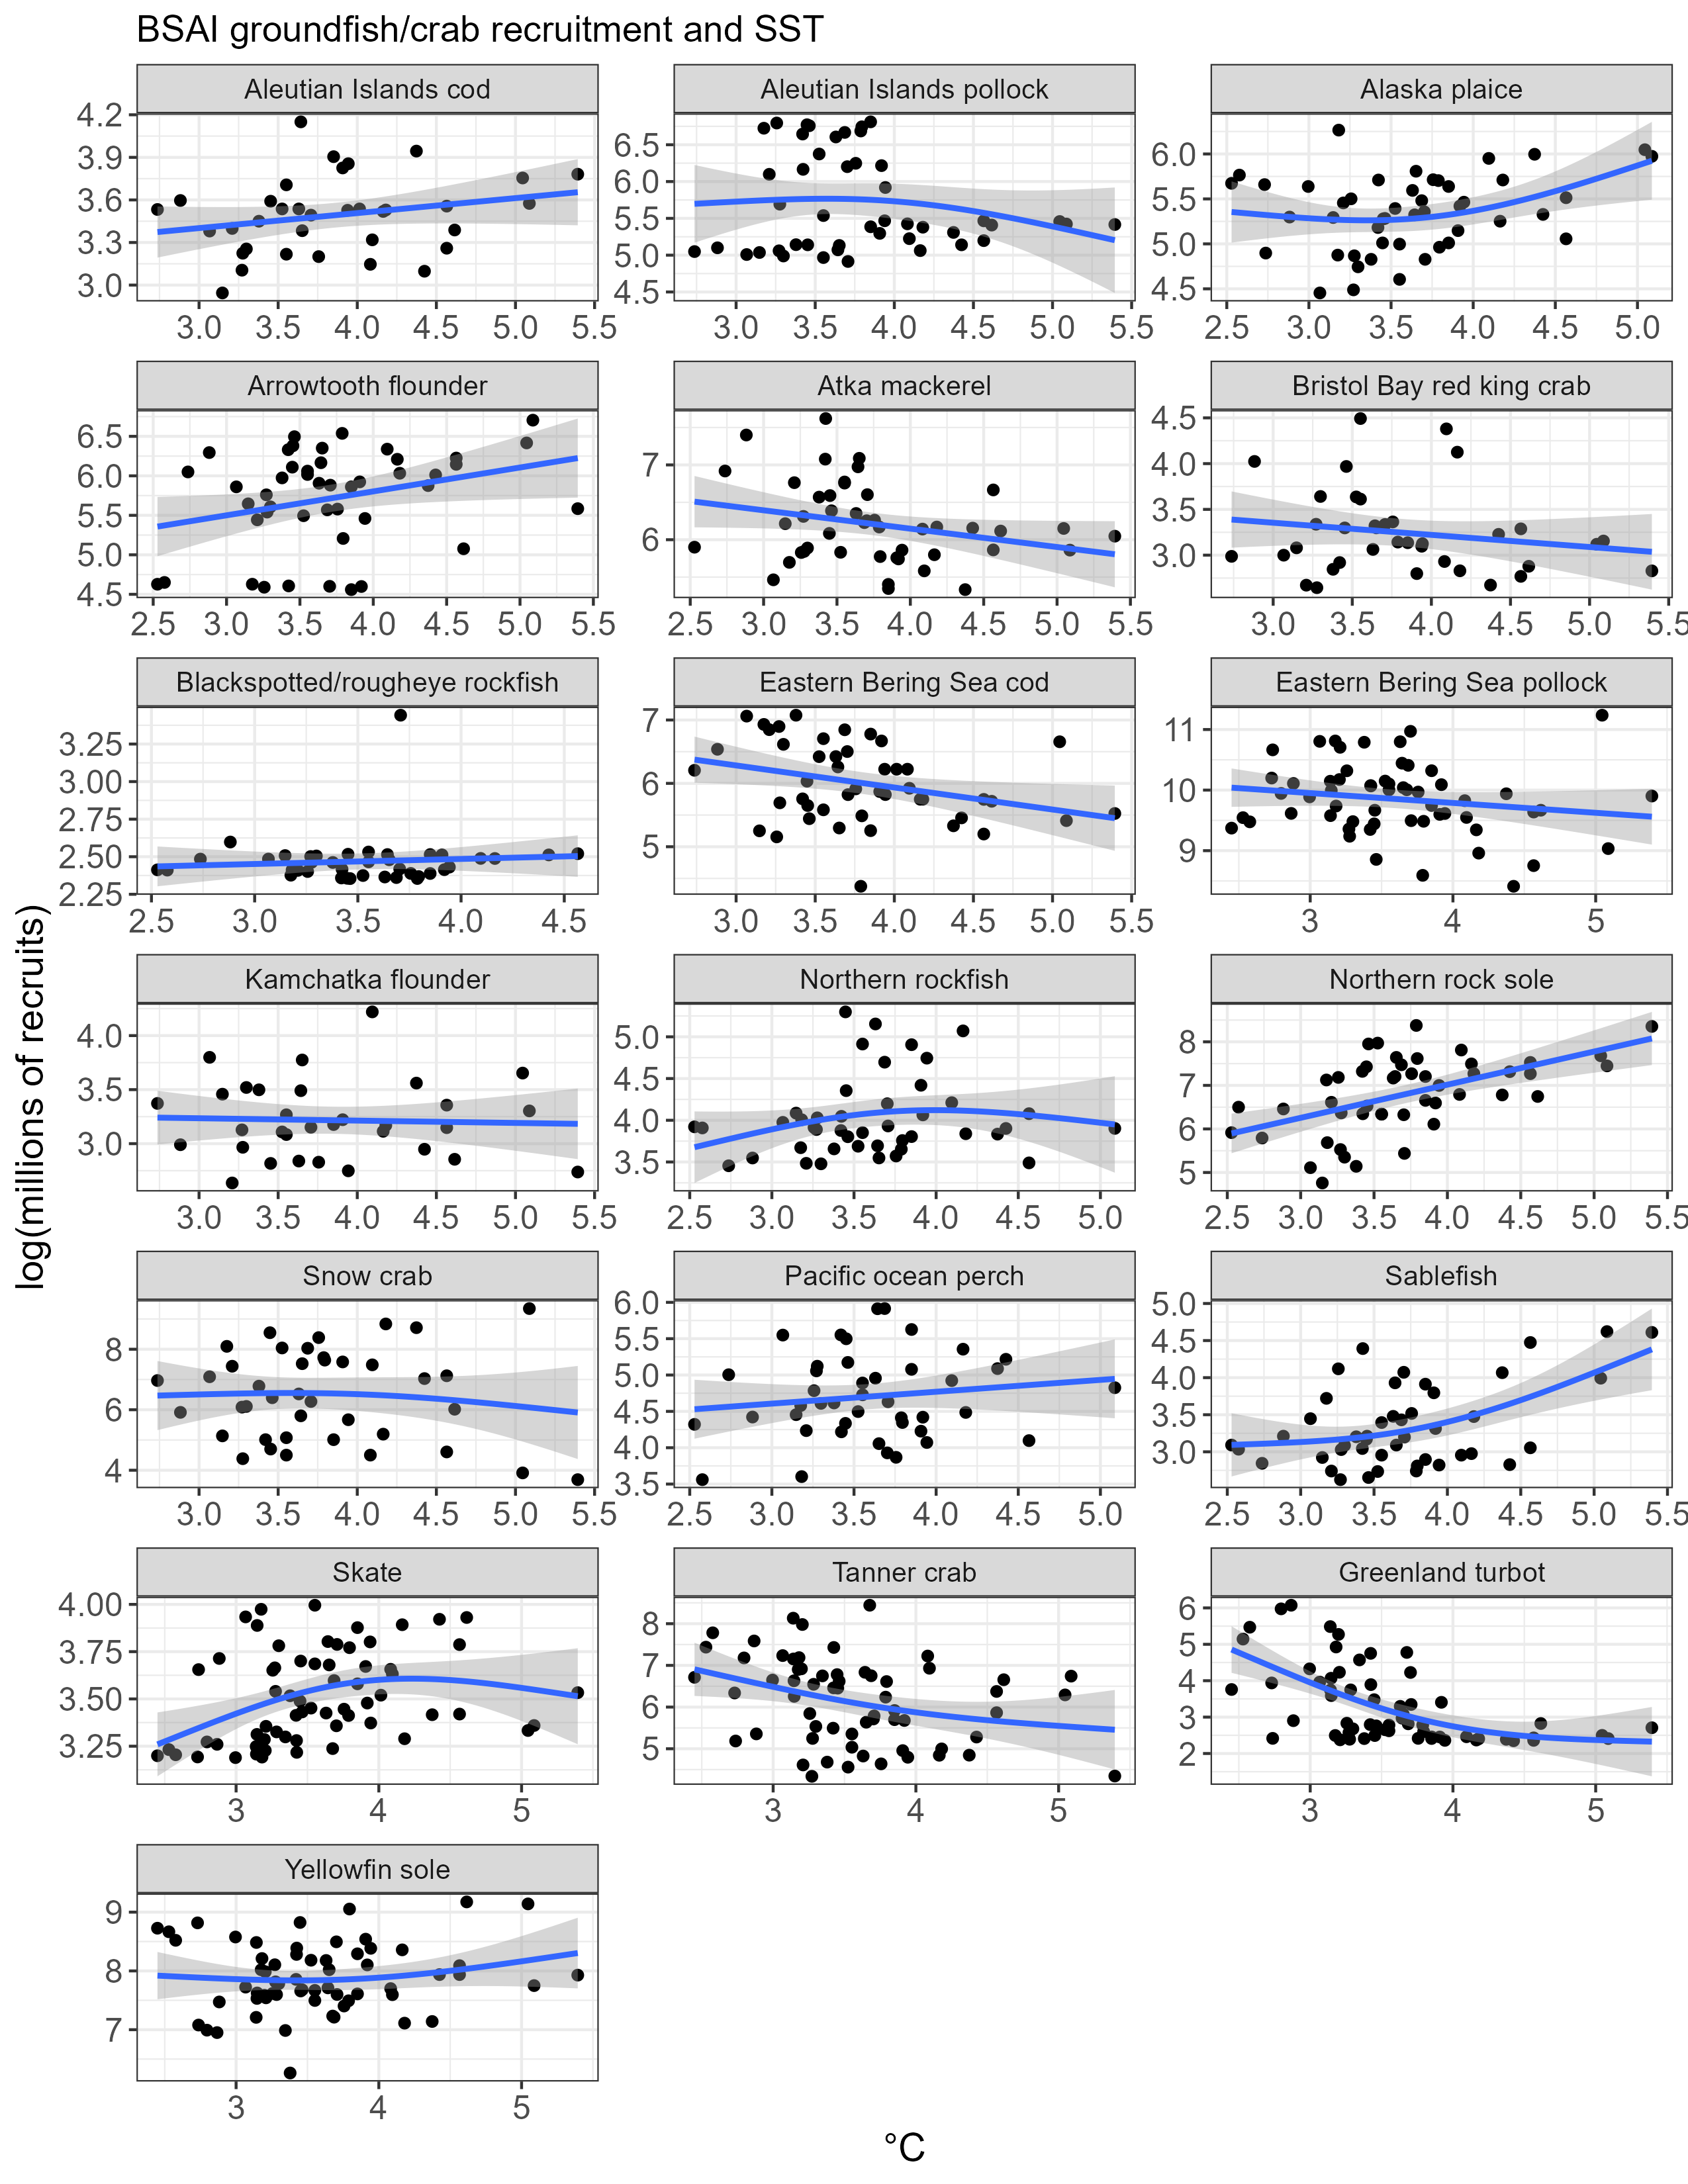 BSAI groundfish/crab recruitment and SST
Aleutian Islands cod
Aleutian Islands pollock
Alaska plaice
4.2
3.9
3.6
3.3
3.0
6.5
6.0
5.5
5.0
4.5
6.0
5.5
5.0
4.5
3.0 3.5 4.0 4.5 5.0 5.5
3.0 3.5 4.0 4.5 5.0 5.5
2.5 3.0 3.5 4.0 4.5 5.0
Arrowtooth flounder
Atka mackerel
Bristol Bay red king crab
6.5
6.0
5.5
5.0
4.5
7
6
4.5
4.0
3.5
3.0
2.5 3.0 3.5 4.0 4.5 5.0 5.5
2.5 3.0 3.5 4.0 4.5 5.0 5.5
3.0 3.5 4.0 4.5 5.0 5.5
Blackspotted/rougheye rockfish
Eastern Bering Sea cod
Eastern Bering Sea pollock
3.25
3.00
2.75
2.50
2.25
7
6
5
11
10
9
2.5 3.0 3.5 4.0 4.5
3.0 3.5 4.0 4.5 5.0 5.5
3 4 5
Kamchatka flounder
Northern rockfish
Northern rock sole
4.0
3.5
3.0
5.0
4.5
4.0
3.5
8
7
6
5
3.0 3.5 4.0 4.5 5.0 5.5
2.5 3.0 3.5 4.0 4.5 5.0
2.5 3.0 3.5 4.0 4.5 5.0 5.5
Snow crab
Pacific ocean perch
Sablefish
8
6
4
6.0
5.5
5.0
4.5
4.0
3.5
5.0
4.5
4.0
3.5
3.0
3.0 3.5 4.0 4.5 5.0 5.5
2.5 3.0 3.5 4.0 4.5 5.0
2.5 3.0 3.5 4.0 4.5 5.0 5.5
Skate
Tanner crab
Greenland turbot
4.00
3.75
3.50
3.25
8
7
6
5
6
5
4
3
2
3 4 5
3 4 5
3 4 5
Yellowfin sole
9
8
7
3 4 5
log(millions of recruits)
°C